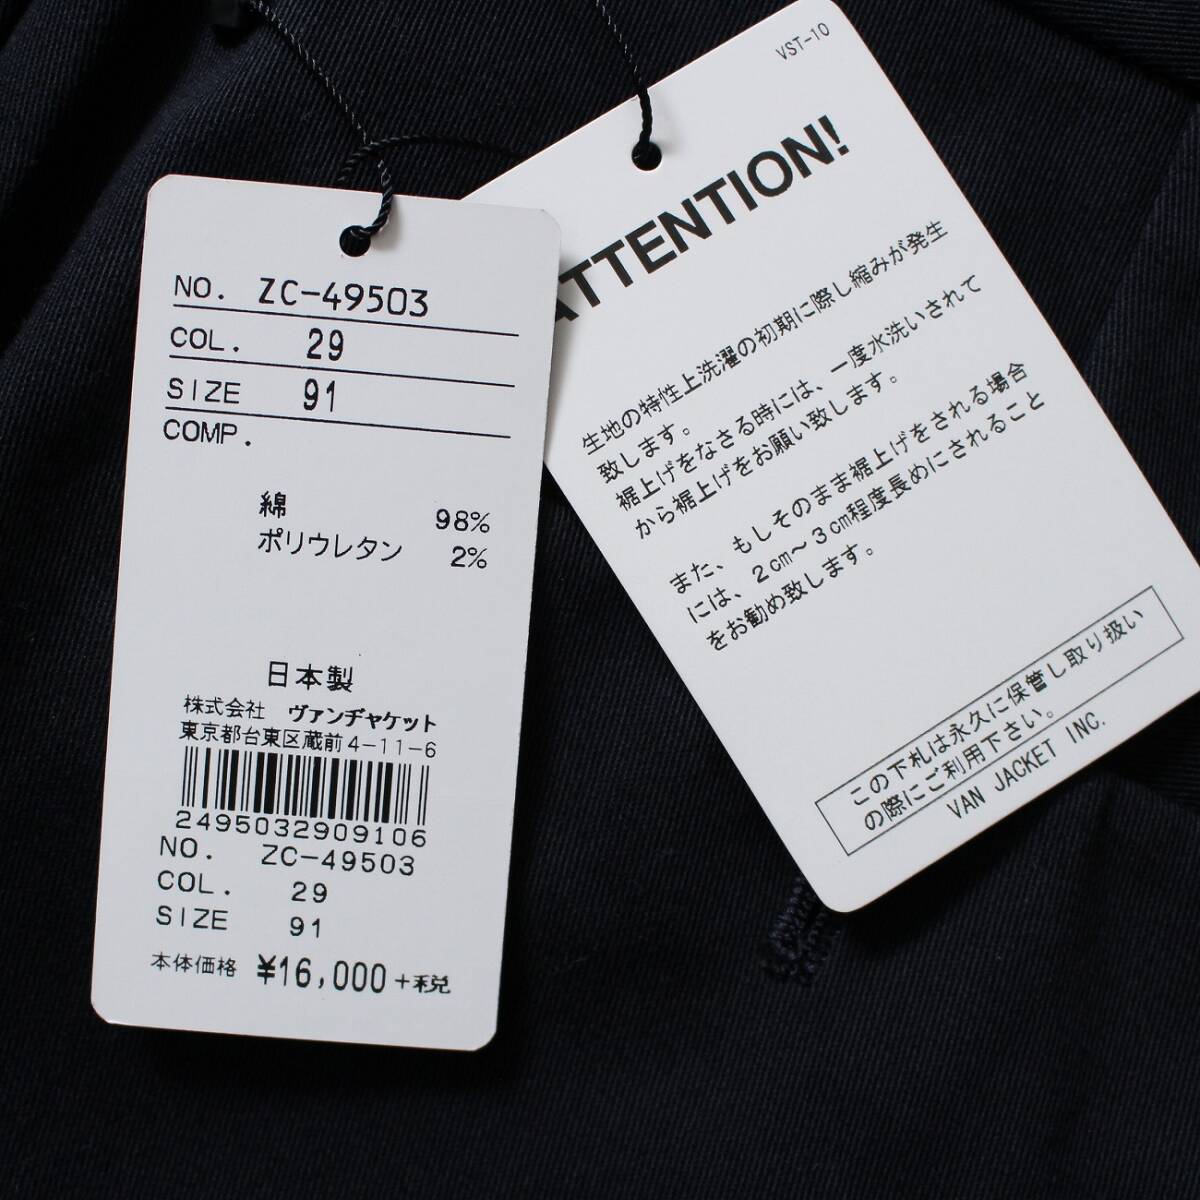 NO. ZC-49503
COL. 29
SIZE 91
COMP.
綿 98%
ポリウレタン 2%
日本製
株式会社 ヴァンヂャケット
東京都台東区蔵前4-11-6
2495032909106
NO. ZC-49503
COL. 29
SIZE 91
本体価格 ¥16,000+税
VST-10
ATTENTION!
生地の特性上洗濯の初期に際し縮みが発生
致します。
裾上げをなさる時には、一度水洗いされて
から裾上げをお願い致します。
また、もしそのまま裾上げをされる場合
には、2㎝〜3㎝程度長めにされること
をお勧め致します。
この下札は永久に保管し取り扱い
の際にご利用下さい。
VAN JACKET INC.